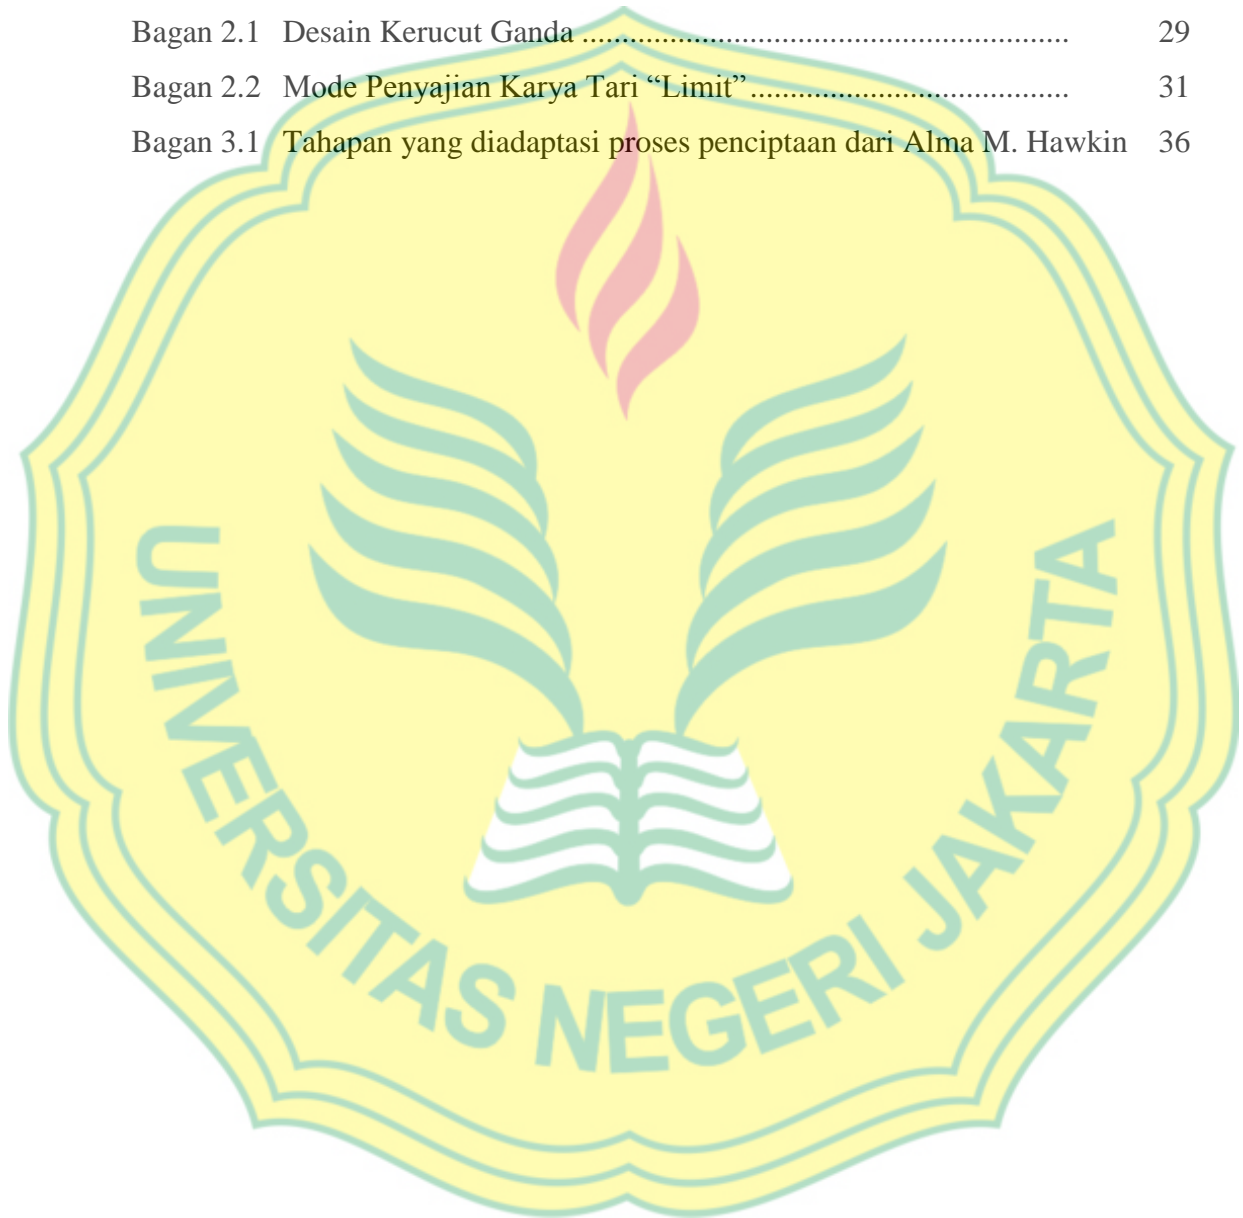 Bagan 2.1 Desain Kerucut Ganda ............................................................. 29
Bagan 2.2 Mode Penyajian Karya Tari “Limit” ........................................ 31
Bagan 3.1 Tahapan yang diadaptasi proses penciptaan dari Alma M. Hawkin 36
UNIVERSITAS NEGERI JAKARTA